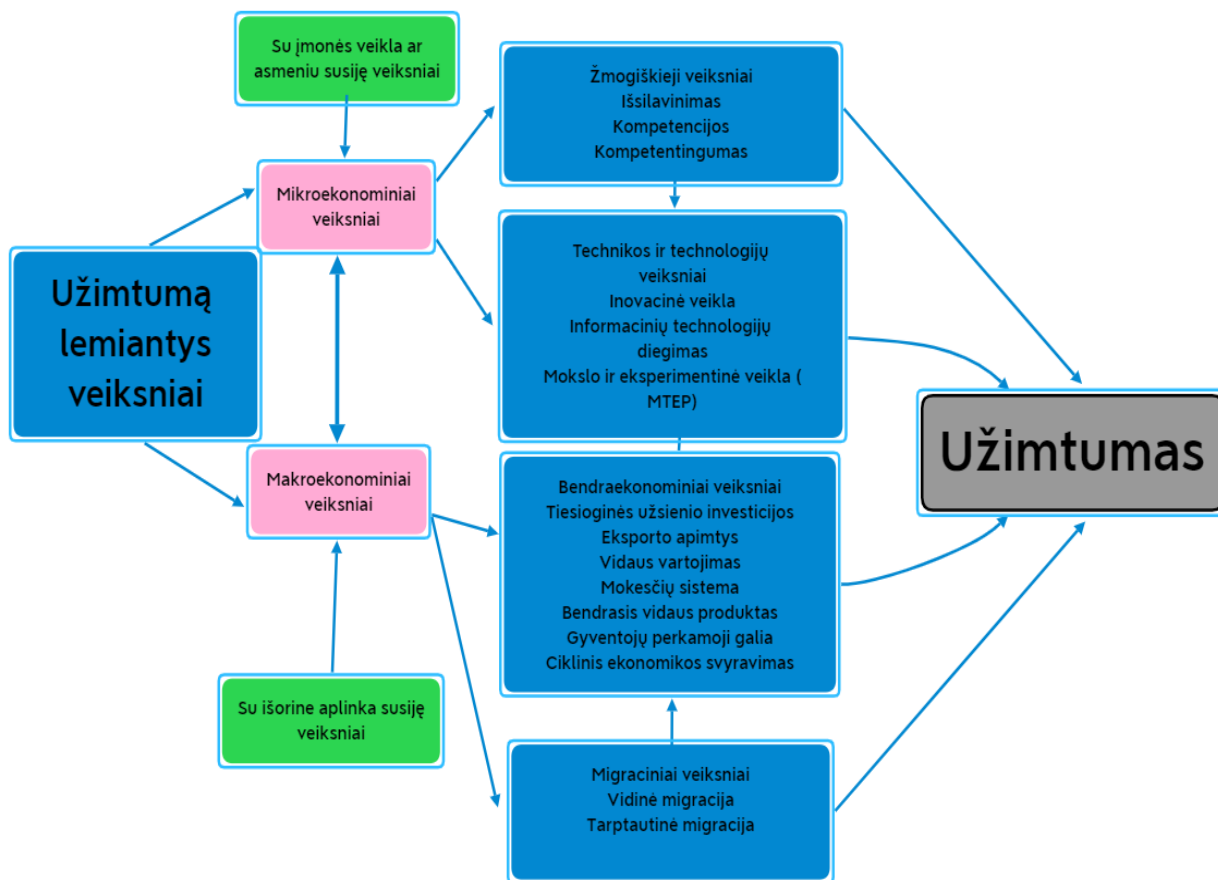 Su įmonės veikla ar
asmeniu susiję veiksniai
Mikroekonominiai
veiksniai
Užimtumą
lemiantys
veiksniai
Makroekonominiai
veiksniai
Su išorine aplinka susiję
veiksniai
Žmogiškieji veiksniai
Išsilavinimas
Kompetencijos
Kompetentingumas
Technikos ir technologijų
veiksniai
Inovacinė veikla
Informacinių technologijų
diegimas
Mokslo ir eksperimentinė veikla (
MTEP)
Bendraekonominiai veiksniai
Tiesioginės užsienio investicijos
Eksporto apimtys
Vidaus vartojimas
Mokesčių sistema
Bendrasis vidaus produktas
Gyventojų perkamoji galia
Ciklinis ekonomikos svyravimas
Migraciniai veiksniai
Vidinė migracija
Tarptautinė migracija
Užimtumas